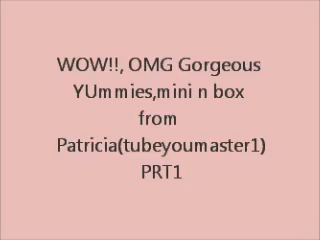 WOW!!, OMG Gorgeous
YUmmies,mini n box
from
Patricia(tubeyoumaster1)
PRT1